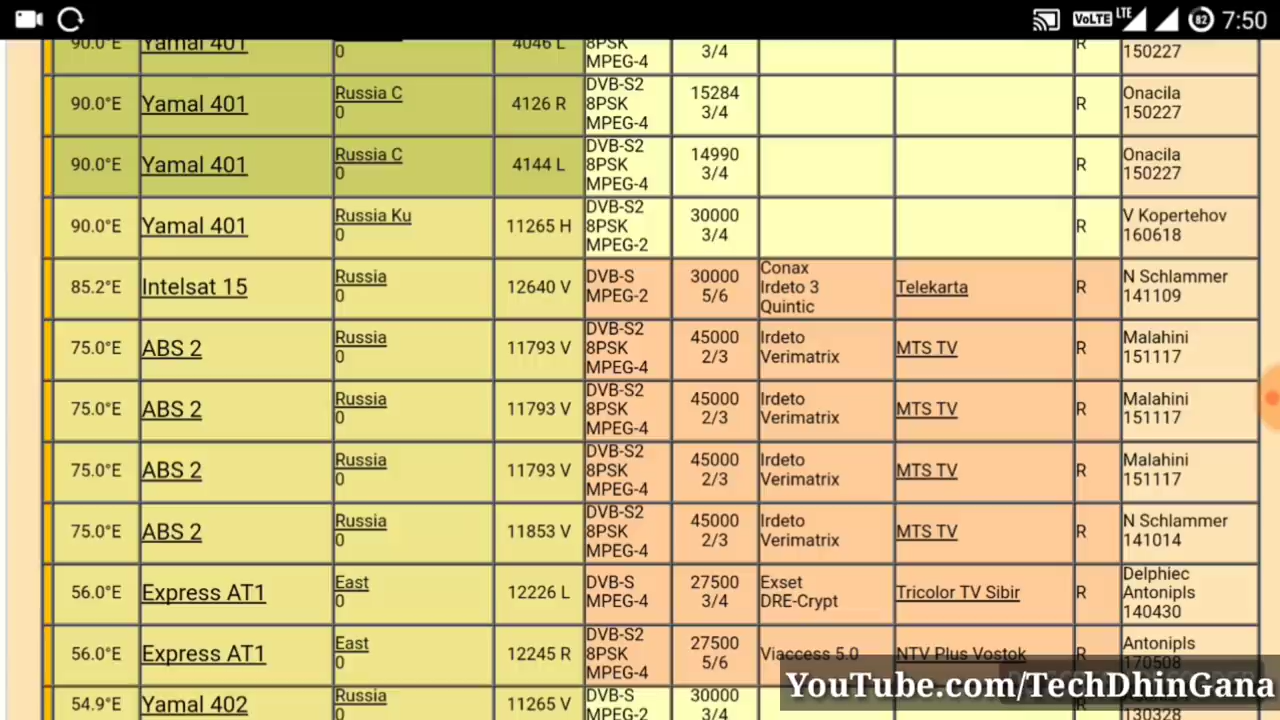 82 7:50
VoLTE LTE
90.0°E Yamal 401 0 4046 L 8PSK MPEG-4 3/4 R 150227
90.0°E Yamal 401 Russia C 0 4126 R DVB-S2 8PSK MPEG-4 15284 3/4 R Onacila 150227
90.0°E Yamal 401 Russia C 0 4144 L DVB-S2 8PSK MPEG-4 14990 3/4 R Onacila 150227
90.0°E Yamal 401 Russia Ku 0 11265 H DVB-S2 8PSK MPEG-2 30000 3/4 R V Kopertehov 160618
85.2°E Intelsat 15 Russia 0 12640 V DVB-S MPEG-2 30000 5/6 Conax Irdeto 3 Quintic Telekarta R N Schlammer 141109
75.0°E ABS 2 Russia 0 11793 V DVB-S2 8PSK MPEG-4 45000 2/3 Irdeto Verimatrix MTS TV R Malahini 151117
75.0°E ABS 2 Russia 0 11793 V DVB-S2 8PSK MPEG-4 45000 2/3 Irdeto Verimatrix MTS TV R Malahini 151117
75.0°E ABS 2 Russia 0 11793 V DVB-S2 8PSK MPEG-4 45000 2/3 Irdeto Verimatrix MTS TV R Malahini 151117
75.0°E ABS 2 Russia 0 11853 V DVB-S2 8PSK MPEG-4 45000 2/3 Irdeto Verimatrix MTS TV R N Schlammer 141014
56.0°E Express AT1 East 0 12226 L DVB-S MPEG-4 27500 3/4 Exset DRE-Crypt Tricolor TV Sibir R Delphiec Antonipls 140430
56.0°E Express AT1 East 0 12245 R DVB-S2 8PSK MPEG-4 27500 5/6 Viaccess 5.0 NTV Plus Vostok R Antonipls 170508
54.9°E Yamal 402 Russia 0 11265 V DVB-S MPEG-2 30000 3/4 130328
YouTube.com/TechDhinGana